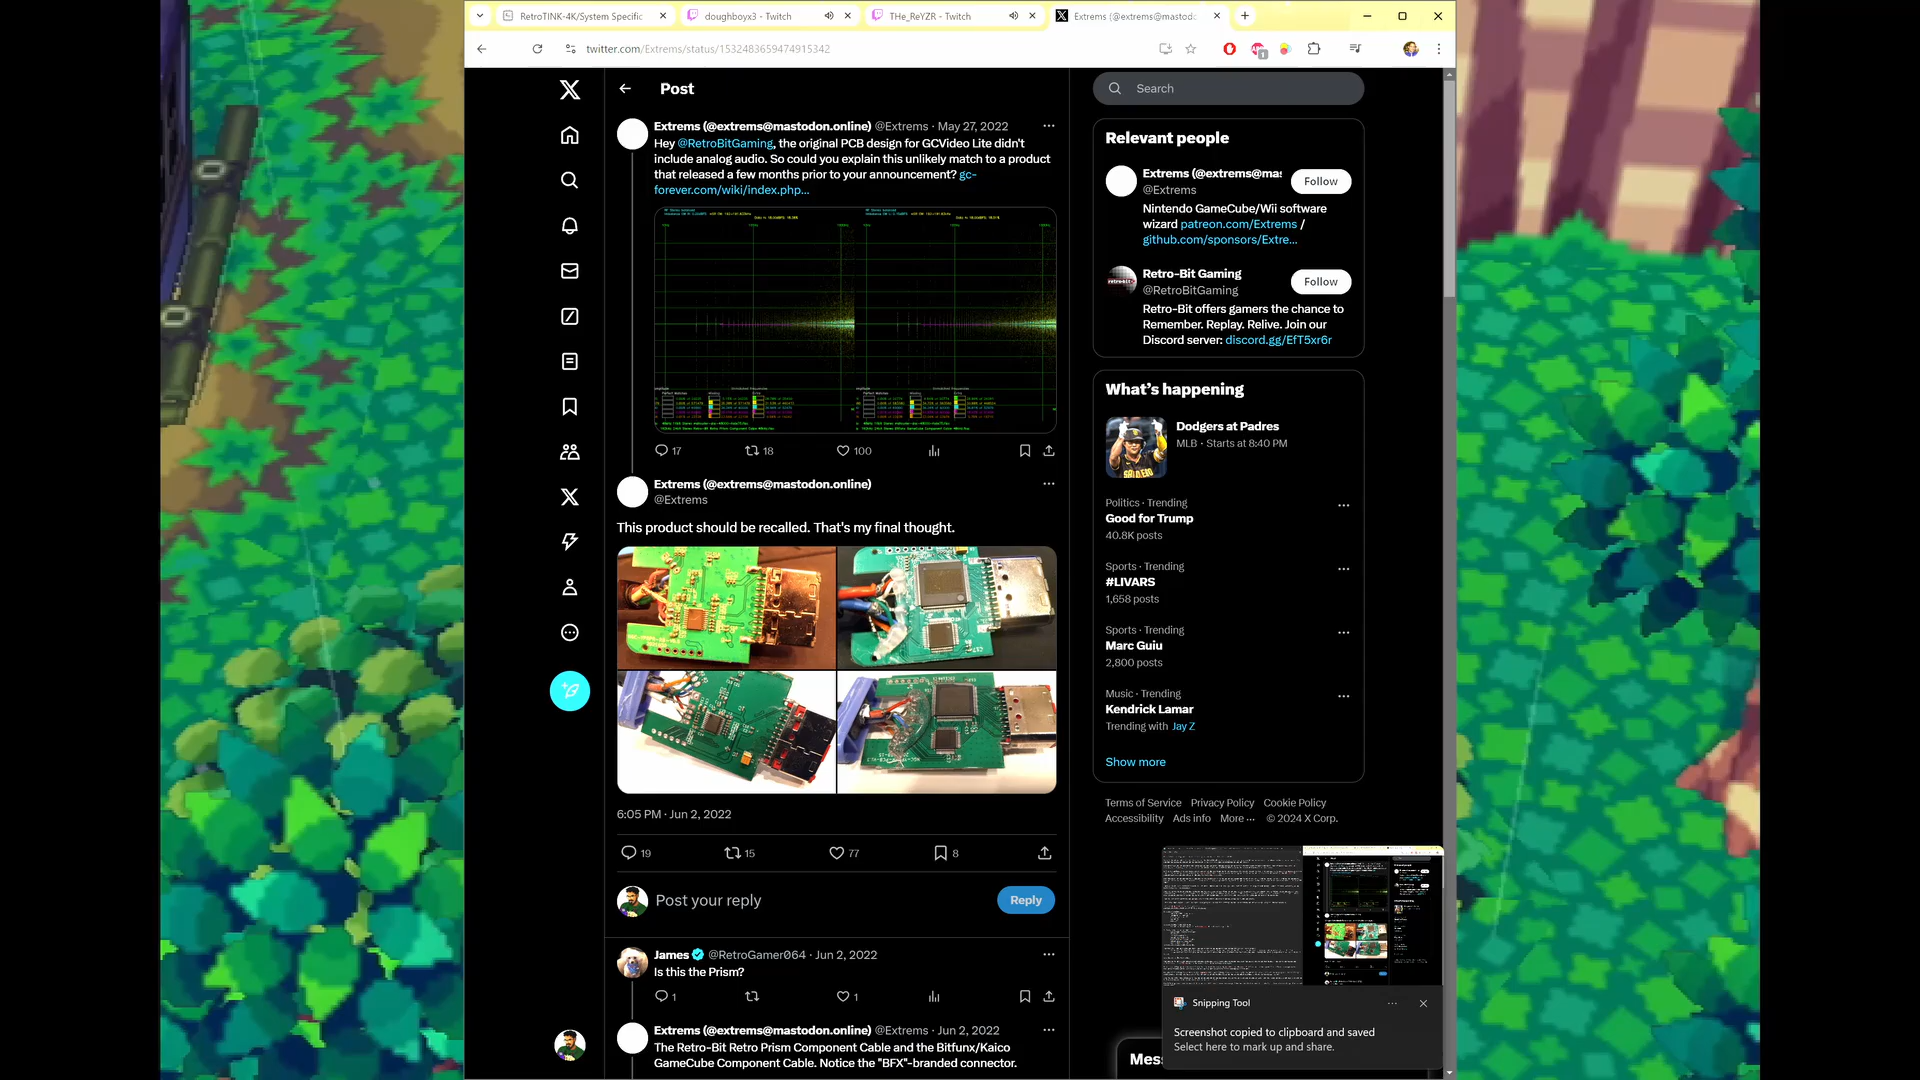 RetroTINK-4K/System Specific
doughboyx3 - Twitch
THe_ReYZR - Twitch
Extrems (@extrems@mastodo
twitter.com/Extrems/status/1532483659474915342
Post
Extrems (@extrems@mastodon.online) @Extrems · May 27, 2022
Hey @RetroBitGaming, the original PCB design for GCVideo Lite didn't
include analog audio. So could you explain this unlikely match to a product
that released a few months prior to your announcement? gc-
forever.com/wiki/index.php...
17
18
100
Extrems (@extrems@mastodon.online)
@Extrems
This product should be recalled. That's my final thought.
6:05 PM · Jun 2, 2022
19
15
77
8
Post your reply
Reply
James @RetroGamer064 · Jun 2, 2022
Is this the Prism?
1
1
Extrems (@extrems@mastodon.online) @Extrems · Jun 2, 2022
The Retro-Bit Retro Prism Component Cable and the Bitfunx/Kaico
GameCube Component Cable. Notice the "BFX"-branded connector.
Search
Relevant people
Extrems (@extrems@mas
@Extrems
Follow
Nintendo GameCube/Wii software
wizard patreon.com/Extrems /
github.com/sponsors/Extre...
Retro-Bit Gaming
@RetroBitGaming
Follow
Retro-Bit offers gamers the chance to
Remember. Replay. Relive. Join our
Discord server: discord.gg/EfT5xr6r
What's happening
Dodgers at Padres
MLB · Starts at 8:40 PM
Politics · Trending
Good for Trump
40.8K posts
Sports · Trending
#LIVARS
1,658 posts
Sports · Trending
Marc Guiu
2,800 posts
Music · Trending
Kendrick Lamar
Trending with Jay Z
Show more
Terms of Service Privacy Policy Cookie Policy
Accessibility Ads info More ··· © 2024 X Corp.
Snipping Tool
Screenshot copied to clipboard and saved
Select here to mark up and share.
Mess